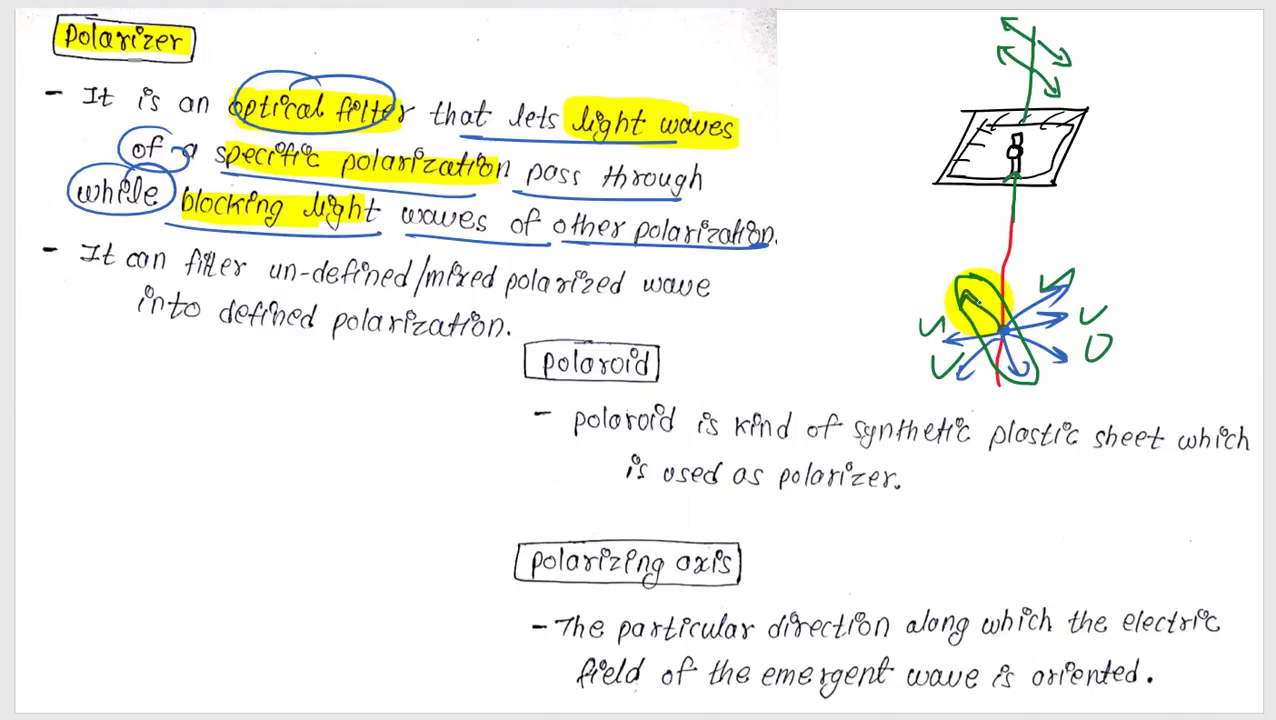 Polarizer
- It is an optical filter that lets light waves
of a specific polarization pass through
while blocking light waves of other polarization.
- It can filter un-defined/mixed polarized wave
into defined polarization.
polaroid
- polaroid is kind of synthetic plastic sheet which
is used as polarizer.
polarizing axis
- The particular direction along which the electric
field of the emergent wave is oriented.